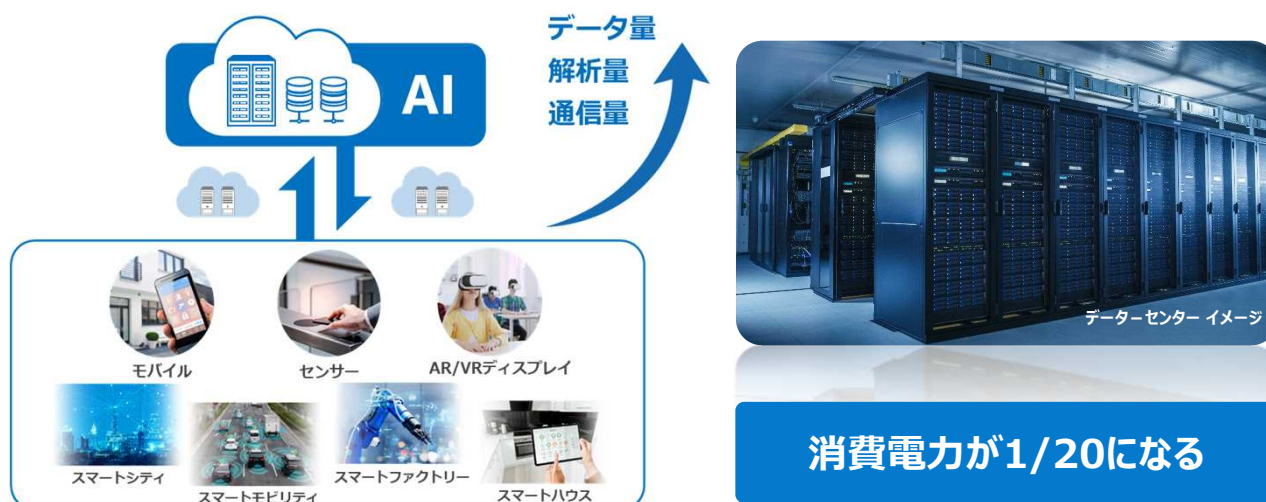 AI
データ量
解析量
通信量
モバイル
センサー
AR/VRディスプレイ
スマートシティ
スマートモビリティ
スマートファクトリー
スマートハウス
データーセンター イメージ
消費電力が1/20になる